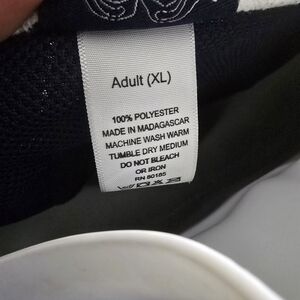 Adult (XL)
100% POLYESTER
MADE IN MADAGASCAR
MACHINE WASH WARM
TUMBLE DRY MEDIUM
DO NOT BLEACH
OR IRON
RN 80185